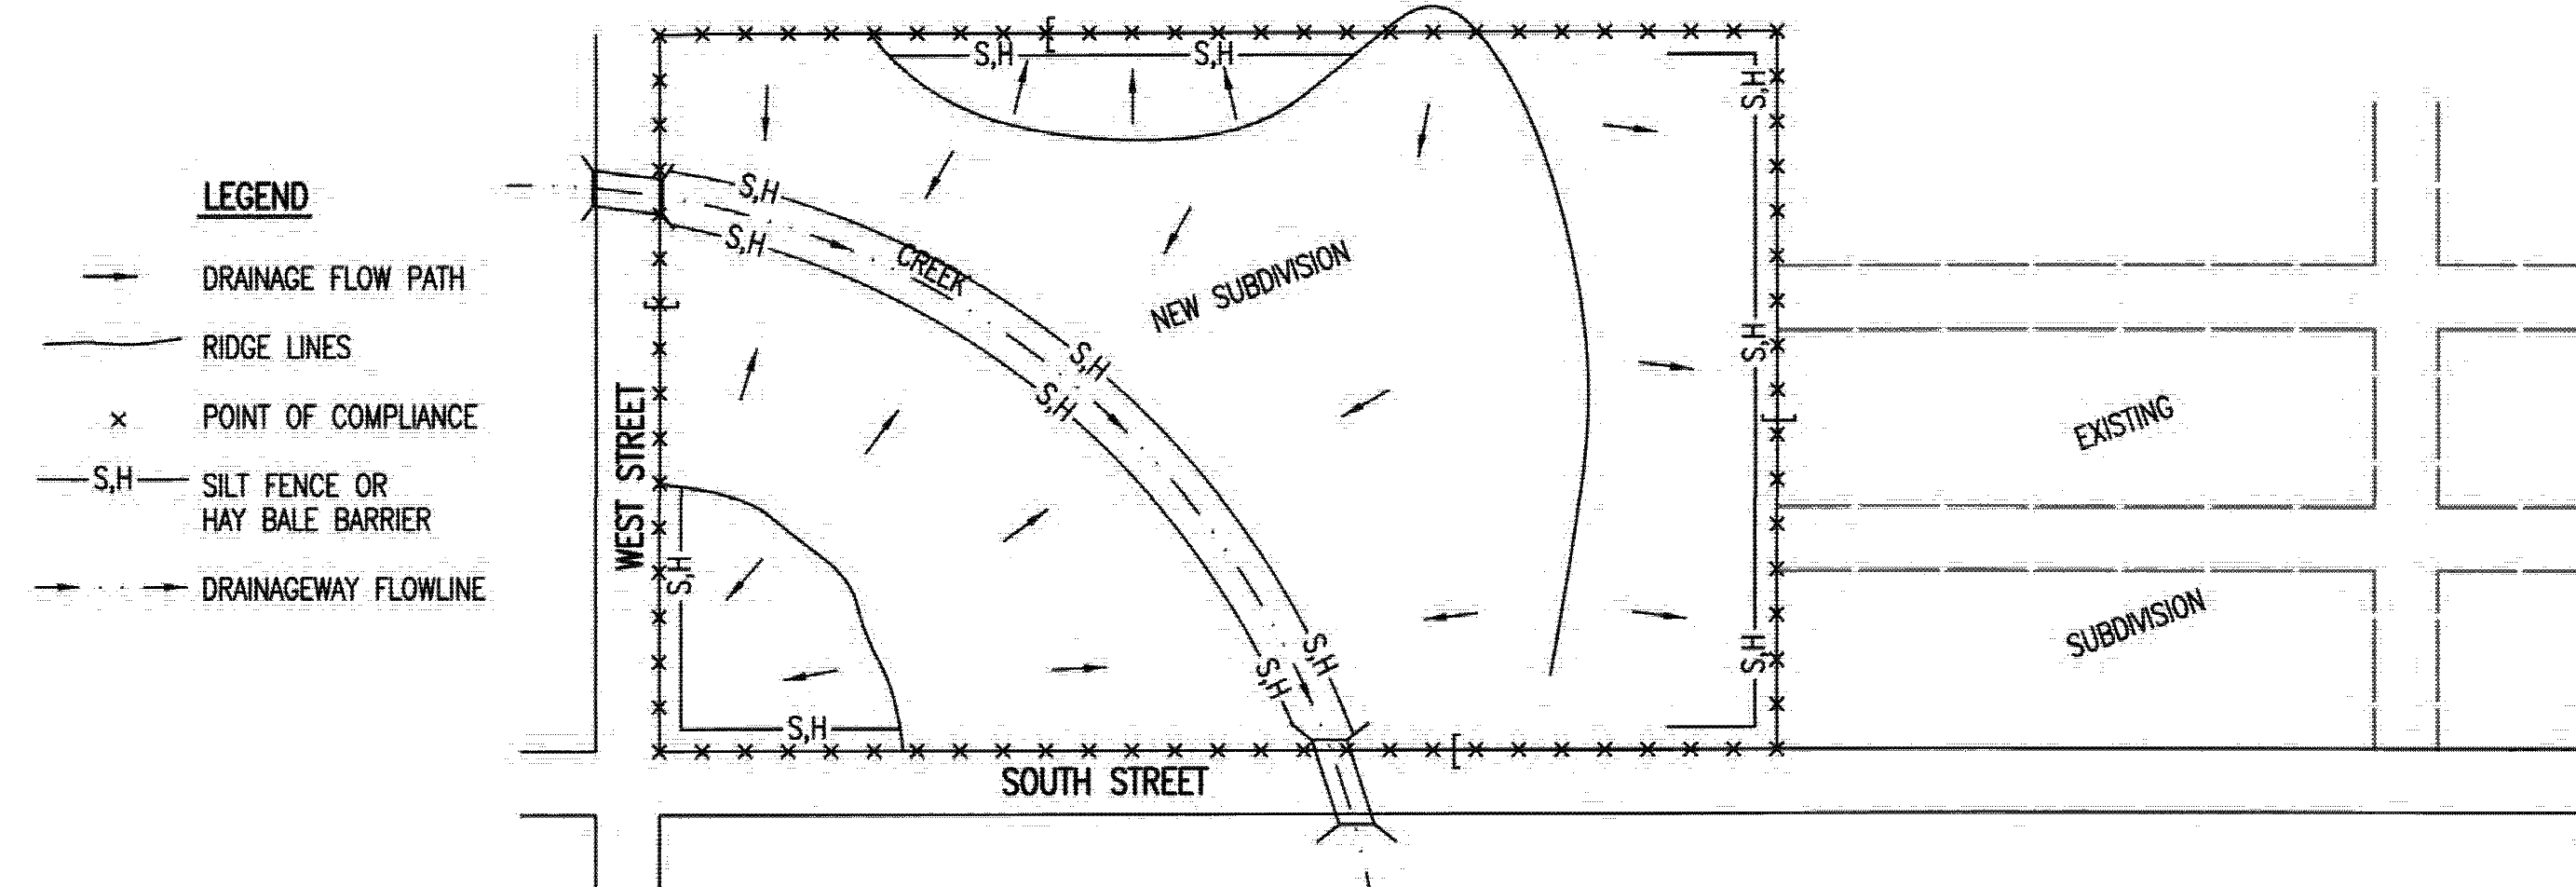 LEGEND
DRAINAGE FLOW PATH
RIDGE LINES
POINT OF COMPLIANCE
S,H
SILT FENCE OR
HAY BALE BARRIER
DRAINAGEWAY FLOWLINE
S,H
S,H
S,H
S,H
S,H
CREEK
NEW SUBDIVISION
S,H
S,H
S,H
WEST STREET
EXISTING
S,H
SUBDIVISION
S,H
S,H
S,H
S,H
SOUTH STREET